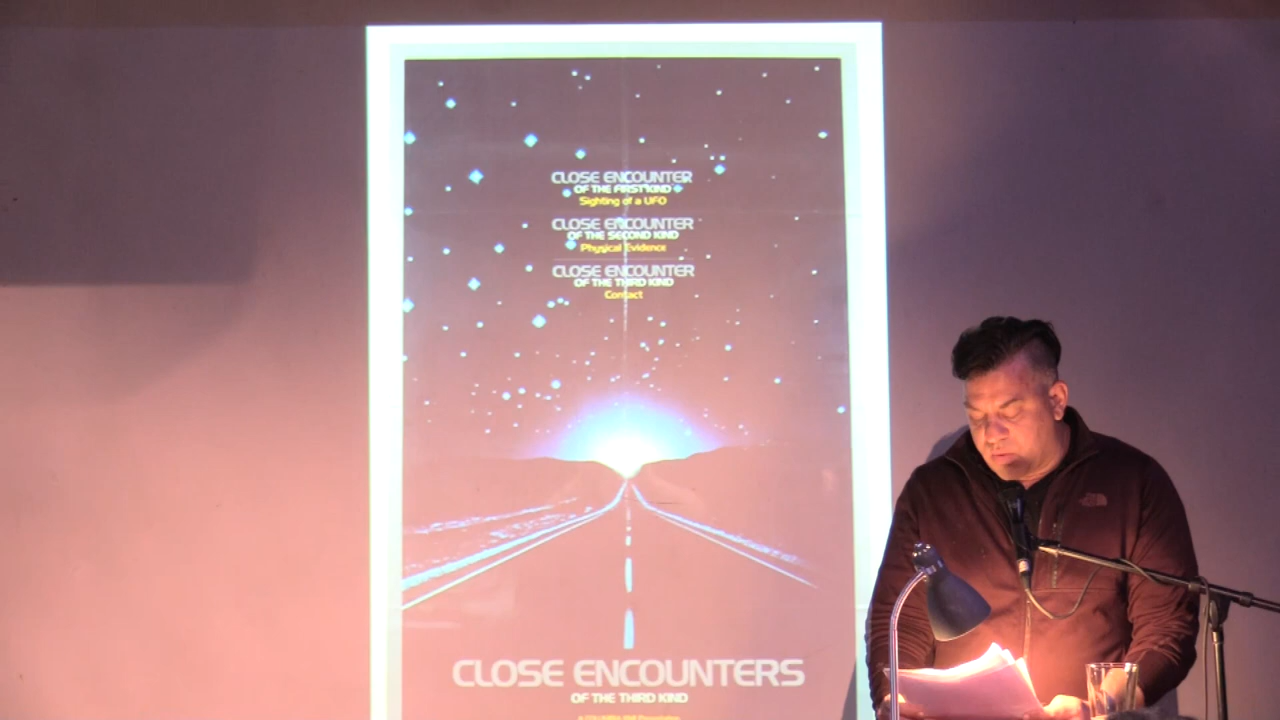 CLOSE ENCOUNTER
OF THE FIRST KIND
Sighting of a UFO
CLOSE ENCOUNTER
OF THE SECOND KIND
Physical Evidence
CLOSE ENCOUNTER
OF THE THIRD KIND
Contact
CLOSE ENCOUNTERS
OF THE THIRD KIND